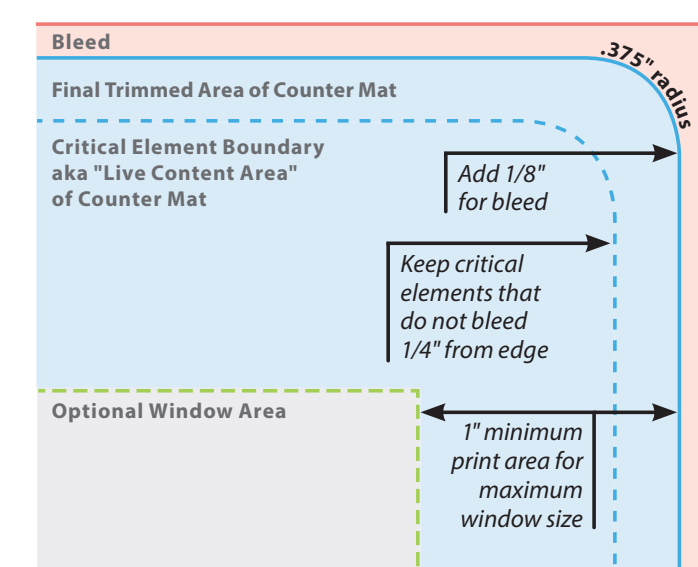 Bleed
.375" radius
Final Trimmed Area of Counter Mat
Critical Element Boundary
aka "Live Content Area"
of Counter Mat
Add 1/8"
for bleed
Keep critical
elements that
do not bleed
1/4" from edge
Optional Window Area
1" minimum
print area for
maximum
window size